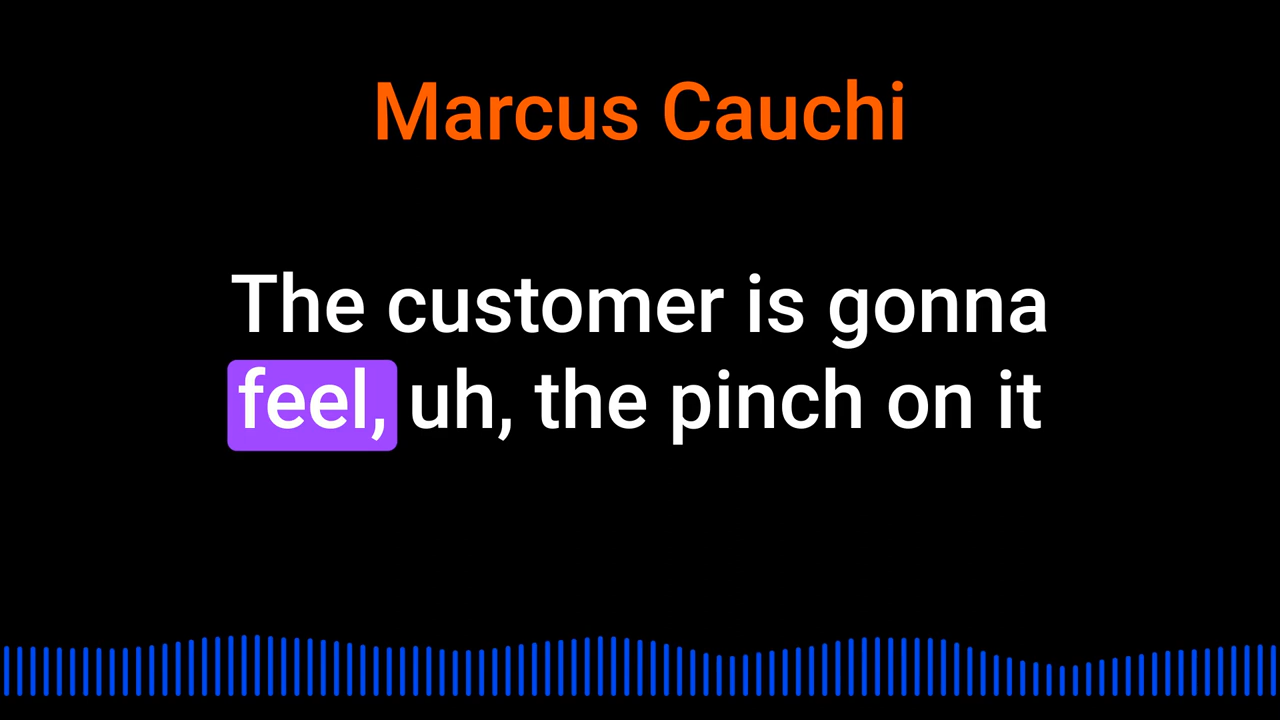 Marcus Cauchi
The customer is gonna
feel, uh, the pinch on it